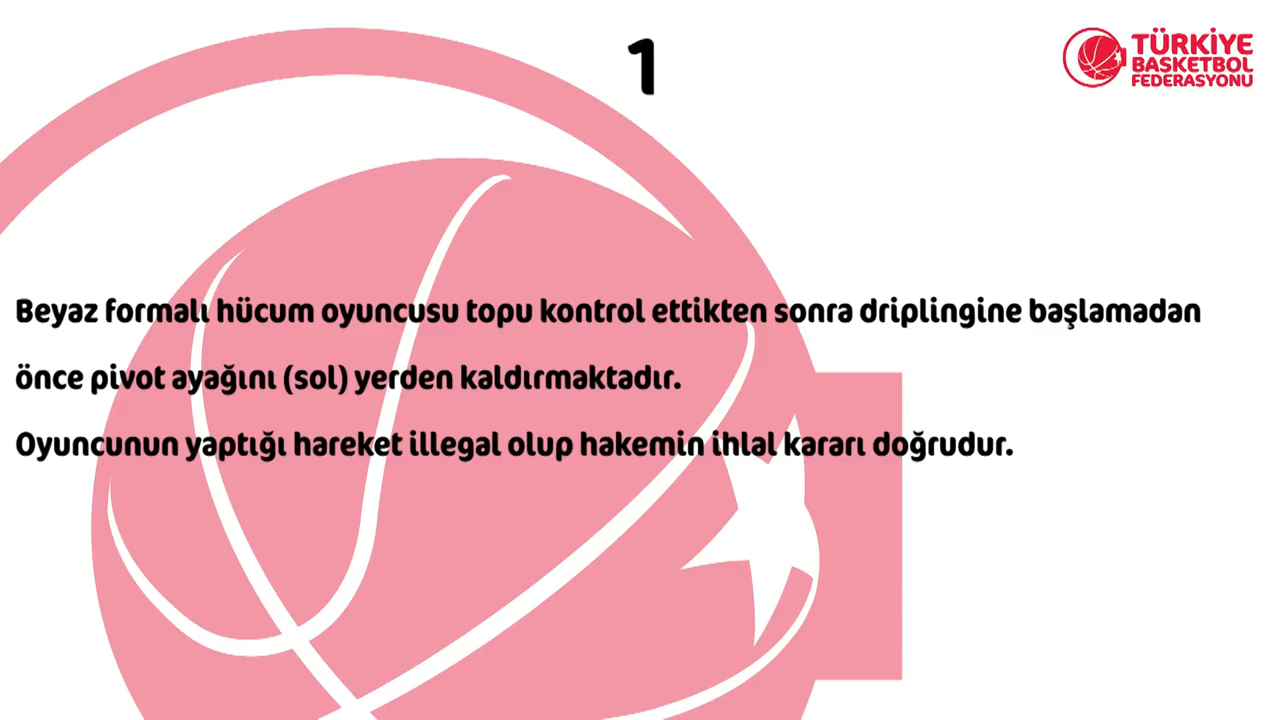 1
TÜRKİYE
BASKETBOL
FEDERASYONU
Beyaz formalı hücum oyuncusu topu kontrol ettikten sonra driplingine başlamadan
önce pivot ayağını (sol) yerden kaldırmaktadır.
Oyuncunun yaptığı hareket illegal olup hakemin ihlal kararı doğrudur.